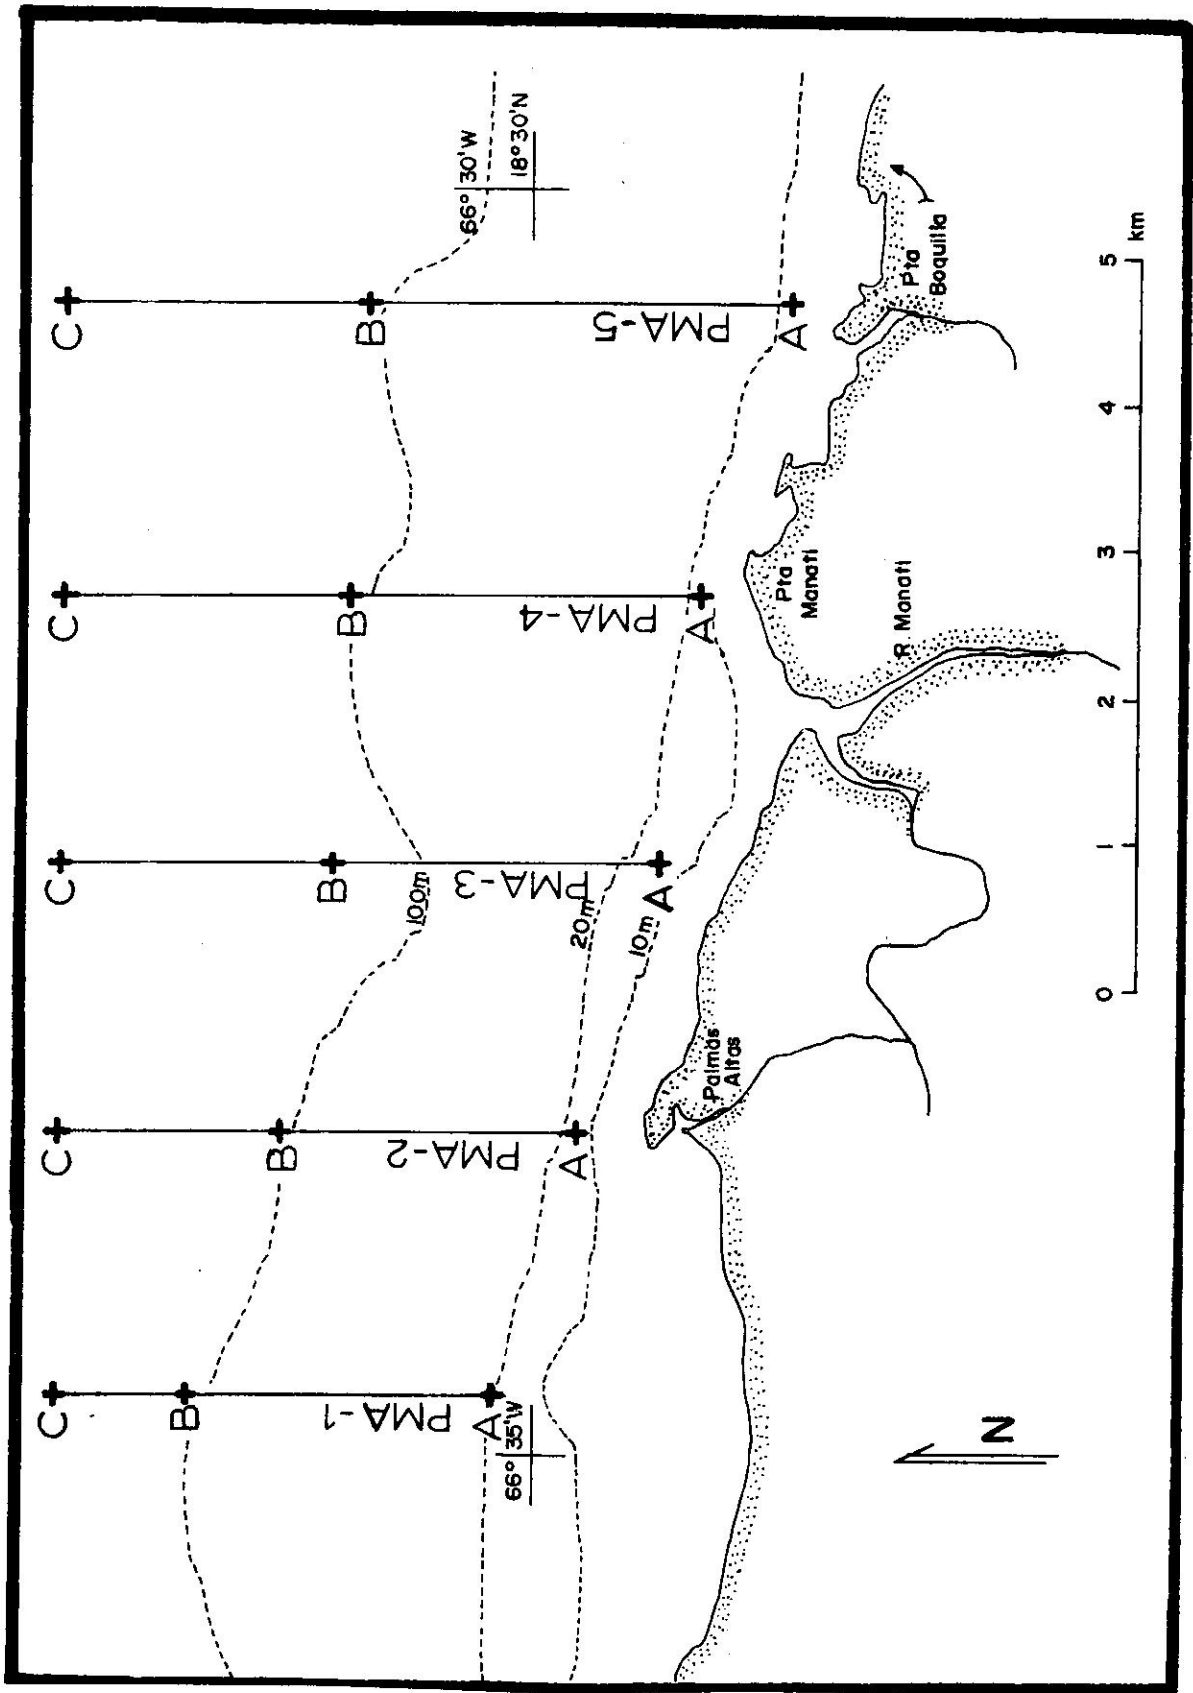 C
C
C
C
C
B
B
B
B
B
PMA-1
PMA-2
PMA-3
PMA-4
PMA-5
100m
66° 30'W
18°30'N
A
A
A
A
A
66° 35'W
20m
10m
Palmas
Altas
Pta
Manati
R Manati
Pta
Boquilla
N
0 1 2 3 4 5 km